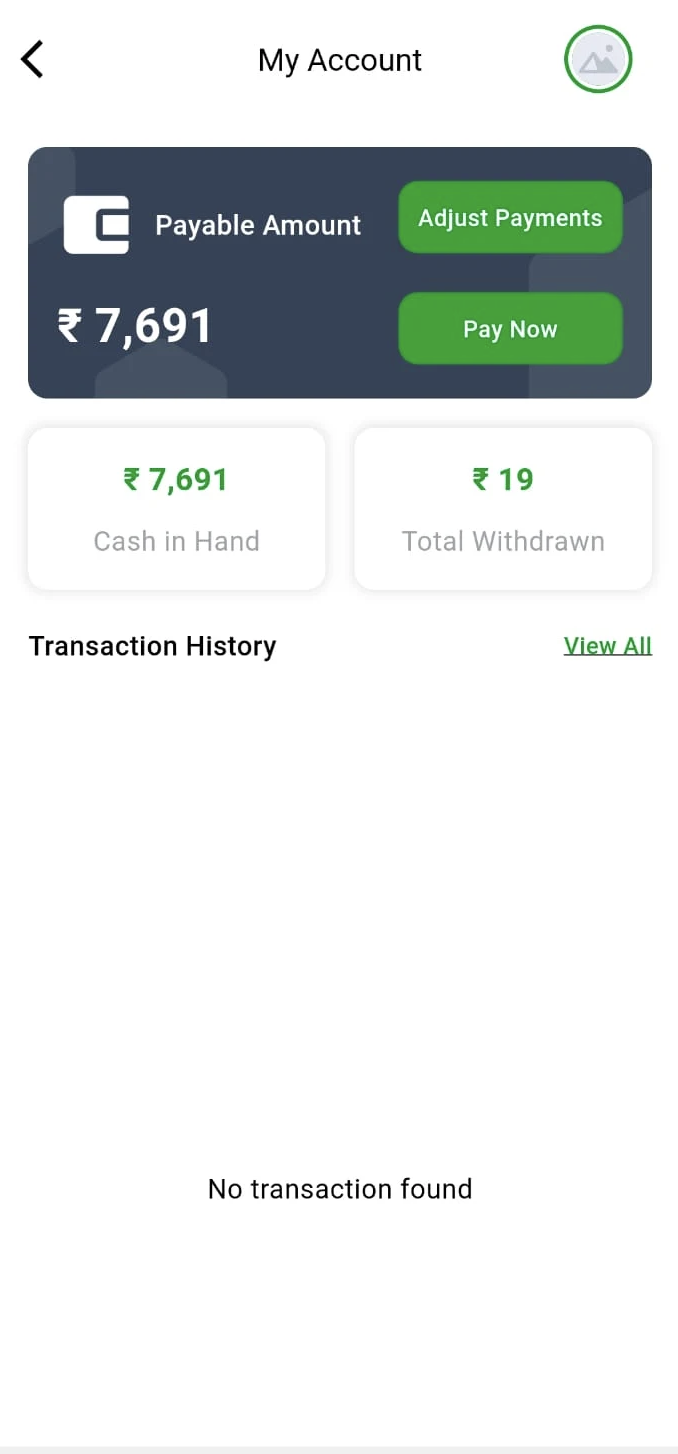 My Account
Payable Amount
Adjust Payments
₹ 7,691
Pay Now
₹ 7,691
₹ 19
Cash in Hand
Total Withdrawn
Transaction History
View All
No transaction found